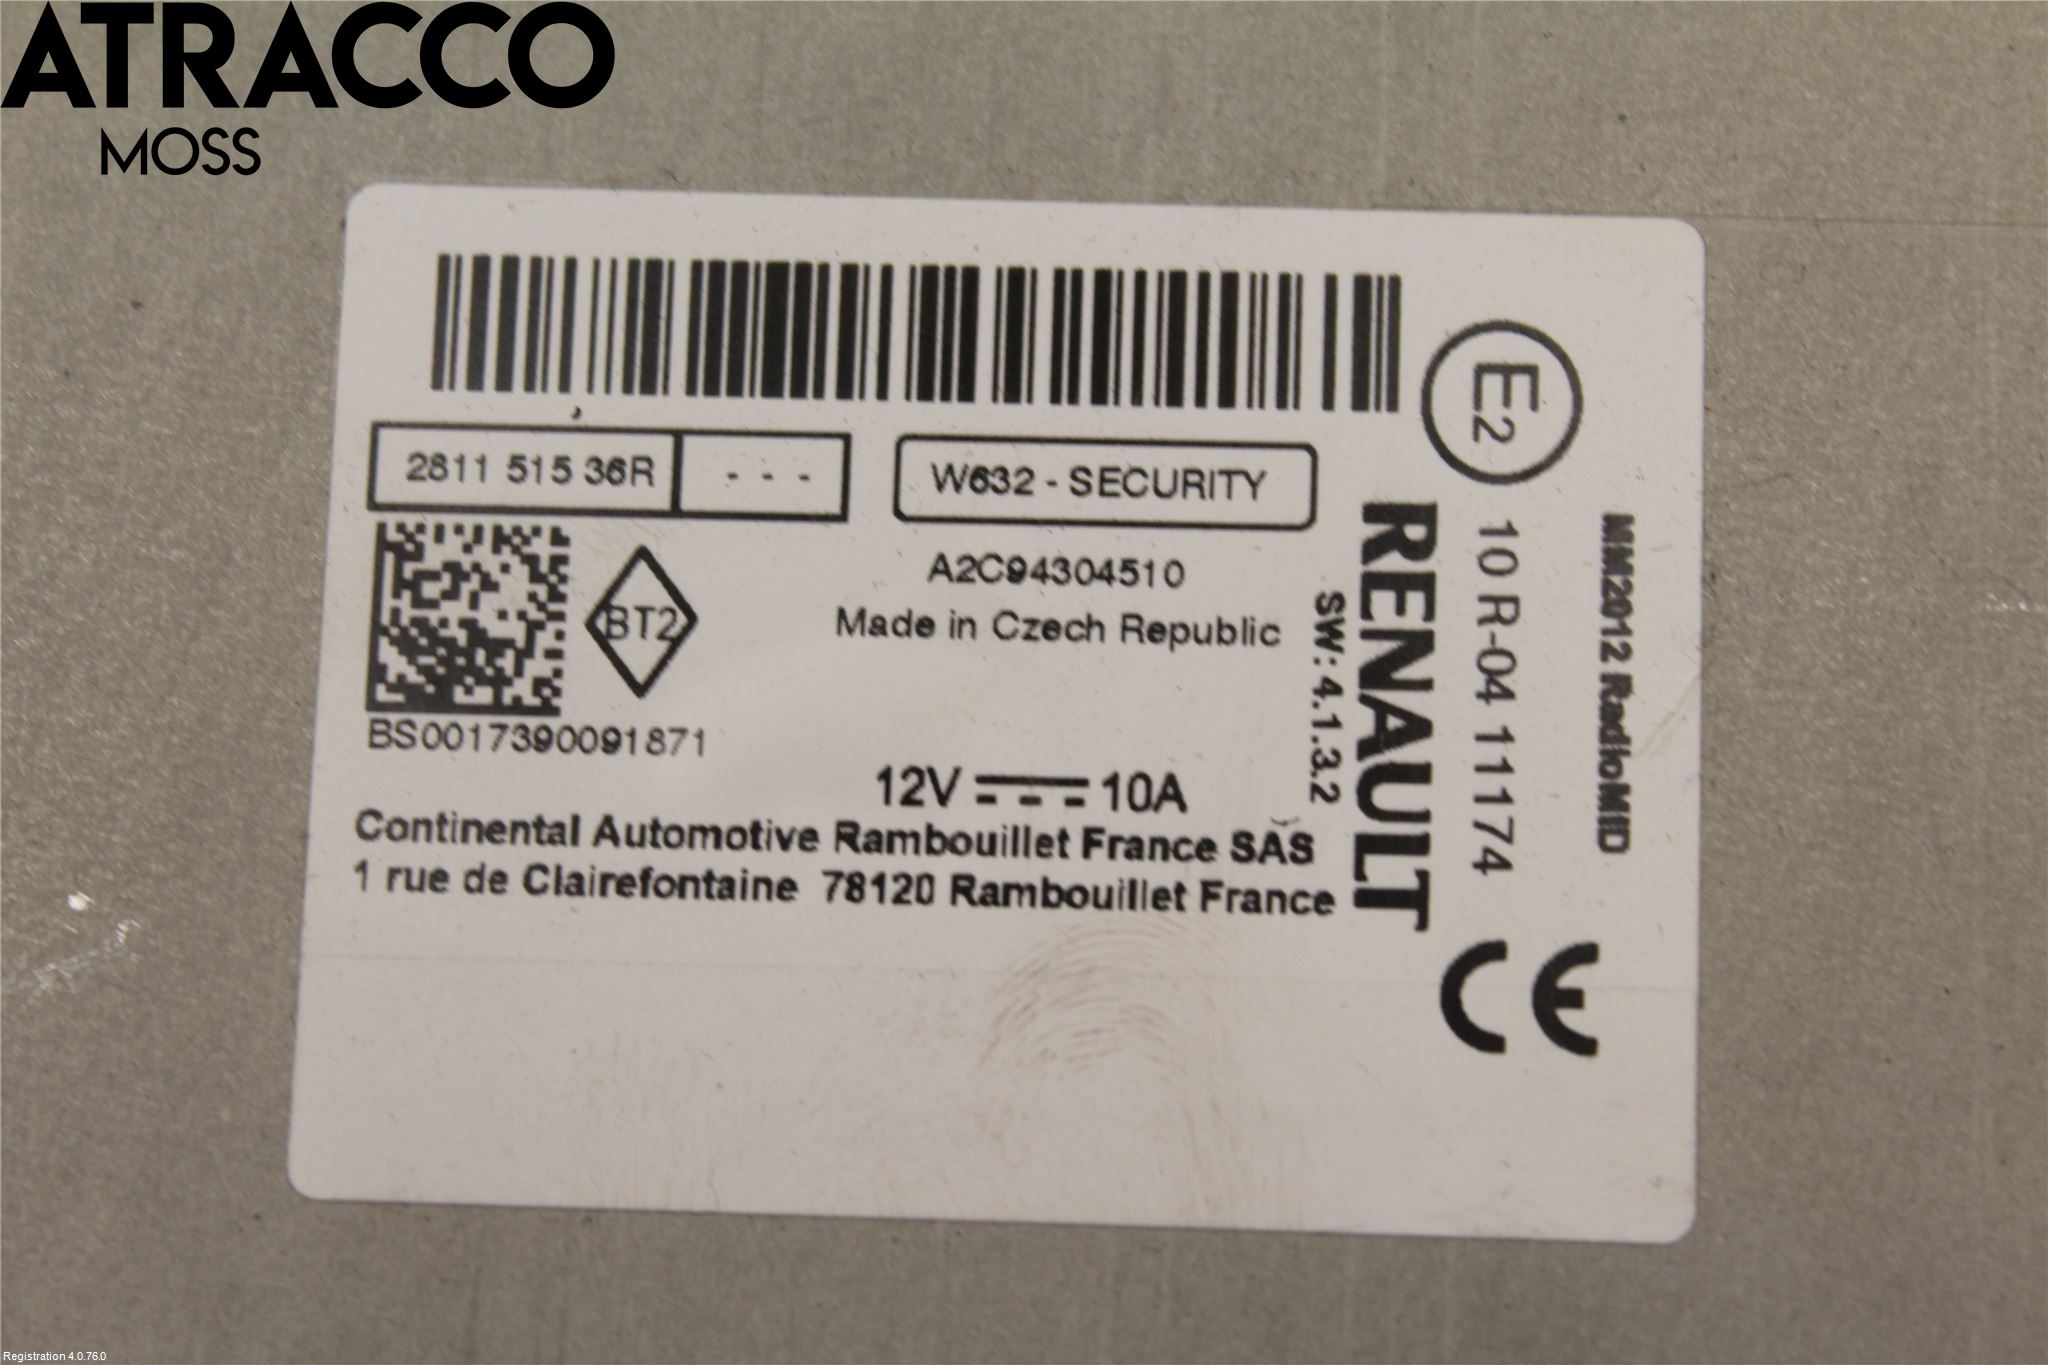 ATRACCO
MOSS
2811 515 36R
- - -
W632 - SECURITY
BT2
A2C94304510
Made in Czech Republic
BS0017390091871
12V 10A
Continental Automotive Rambouillet France SAS
1 rue de Clairefontaine 78120 Rambouillet France
SW:4.1.3.2
RENAULT
E2
10 R-04 11174
CE
MM2012 RadioMID
Registration 4.0.76.0